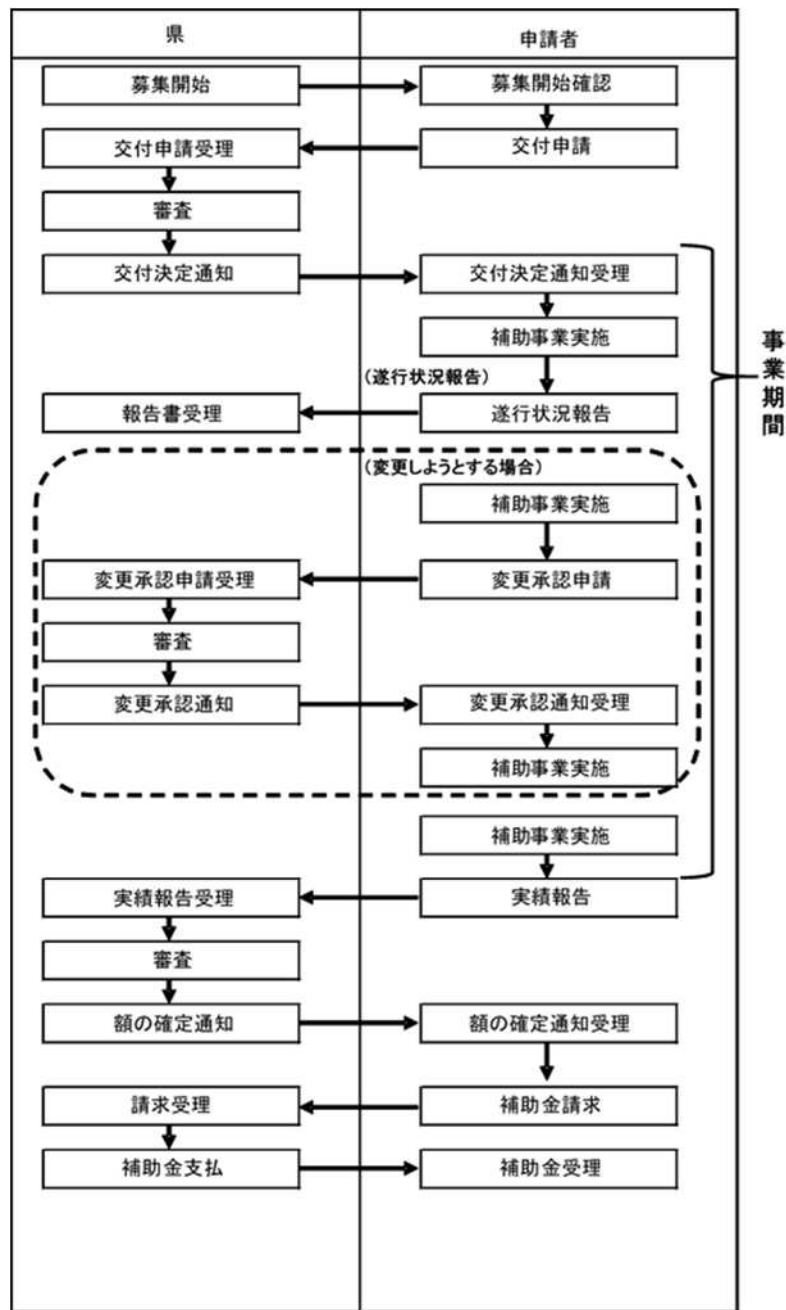 県
申請者
募集開始
募集開始確認
交付申請受理
交付申請
審査
交付決定通知
交付決定通知受理
補助事業実施
(遂行状況報告)
報告書受理
遂行状況報告
事業期間
(変更しようとする場合)
補助事業実施
変更承認申請受理
変更承認申請
審査
変更承認通知
変更承認通知受理
補助事業実施
補助事業実施
実績報告受理
実績報告
審査
額の確定通知
額の確定通知受理
請求受理
補助金請求
補助金支払
補助金受理